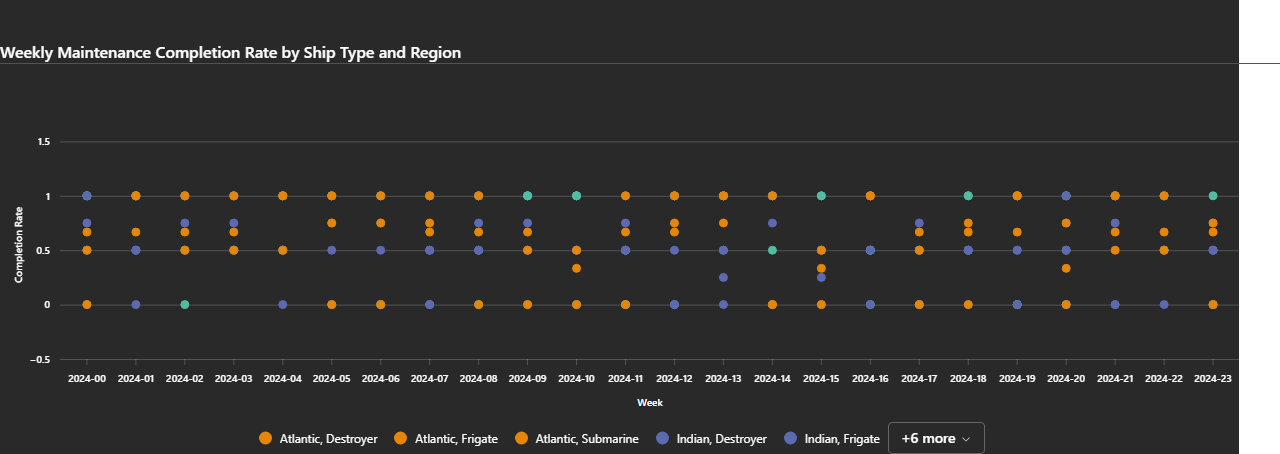 Weekly Maintenance Completion Rate by Ship Type and Region
1.5
1
0.5
0
−0.5
Completion Rate
2024-00 2024-01 2024-02 2024-03 2024-04 2024-05 2024-06 2024-07 2024-08 2024-09 2024-10 2024-11 2024-12 2024-13 2024-14 2024-15 2024-16 2024-17 2024-18 2024-19 2024-20 2024-21 2024-22 2024-23
Week
Atlantic, Destroyer Atlantic, Frigate Atlantic, Submarine Indian, Destroyer Indian, Frigate +6 more